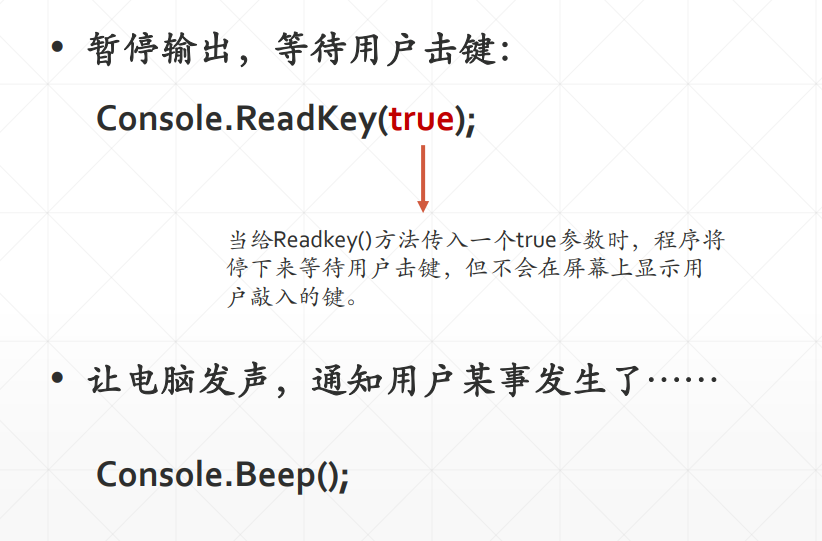 • 暂停输出，等待用户击键：
Console.ReadKey(true);
当给Readkey()方法传入一个true参数时，程序将
停下来等待用户击键，但不会在屏幕上显示用
户敲入的键。
• 让电脑发声，通知用户某事发生了……
Console.Beep();